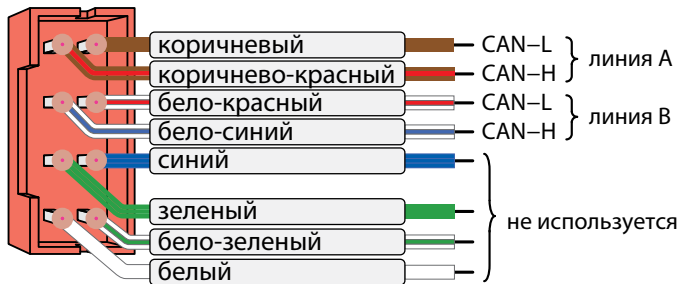 коричневый CAN–L
коричнево-красный CAN–H
линия A
бело-красный CAN–L
бело-синий CAN–H
линия B
синий
зеленый
не используется
бело-зеленый
белый